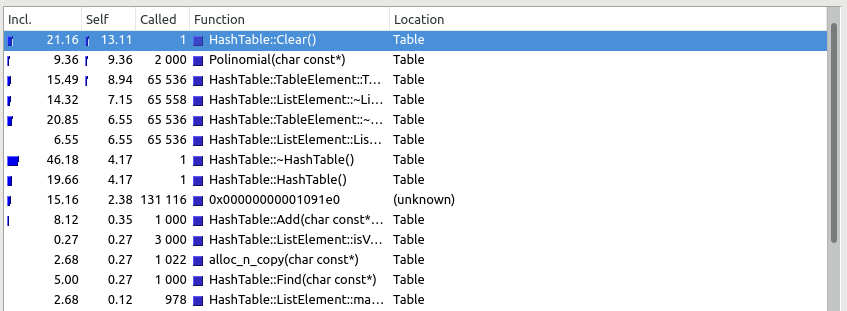 Incl. Self Called Function Location
21.16 13.11 1 HashTable::Clear() Table
9.36 9.36 2 000 Polinomial(char const*) Table
15.49 8.94 65 536 HashTable::TableElement::T... Table
14.32 7.15 65 558 HashTable::ListElement::~Li... Table
20.85 6.55 65 536 HashTable::TableElement::~... Table
6.55 6.55 65 536 HashTable::ListElement::Lis... Table
46.18 4.17 1 HashTable::~HashTable() Table
19.66 4.17 1 HashTable::HashTable() Table
15.16 2.38 131 116 0x00000000001091e0 (unknown)
8.12 0.35 1 000 HashTable::Add(char const*... Table
0.27 0.27 3 000 HashTable::ListElement::isV... Table
2.68 0.27 1 022 alloc_n_copy(char const*) Table
5.00 0.27 1 000 HashTable::Find(char const*) Table
2.68 0.12 978 HashTable::ListElement::ma... Table